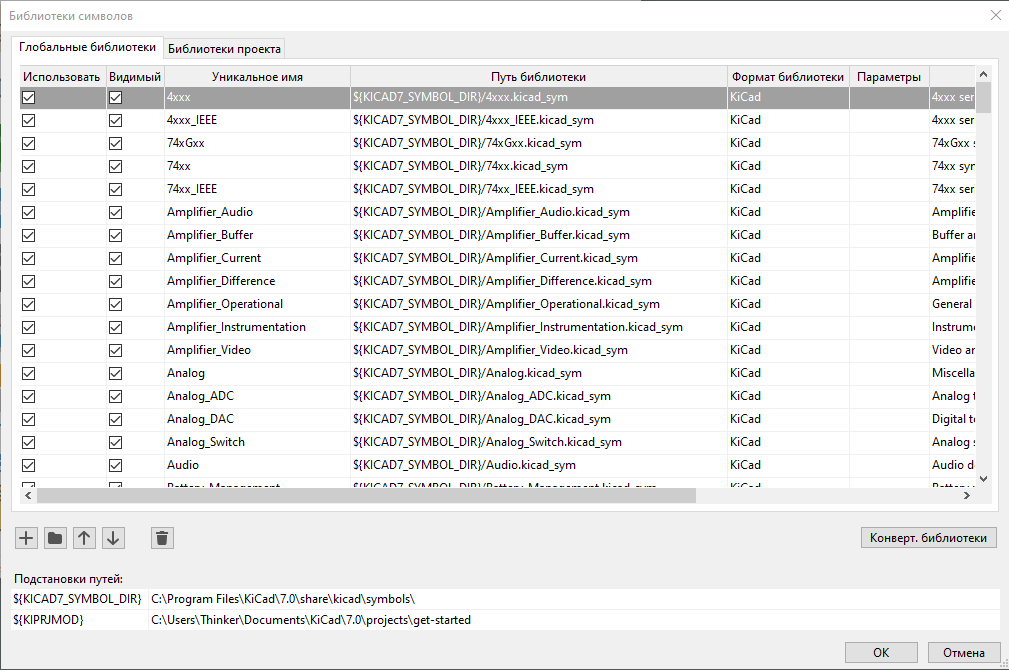 Библиотеки символов
Глобальные библиотеки Библиотеки проекта
Использовать Видимый Уникальное имя Путь библиотеки Формат библиотеки Параметры
4xxx ${KICAD7_SYMBOL_DIR}/4xxx.kicad_sym KiCad 4xxx ser
4xxx_IEEE ${KICAD7_SYMBOL_DIR}/4xxx_IEEE.kicad_sym KiCad 4xxx ser
74xGxx ${KICAD7_SYMBOL_DIR}/74xGxx.kicad_sym KiCad 74xGxx
74xx ${KICAD7_SYMBOL_DIR}/74xx.kicad_sym KiCad 74xx syn
74xx_IEEE ${KICAD7_SYMBOL_DIR}/74xx_IEEE.kicad_sym KiCad 74xx ser
Amplifier_Audio ${KICAD7_SYMBOL_DIR}/Amplifier_Audio.kicad_sym KiCad Amplifie
Amplifier_Buffer ${KICAD7_SYMBOL_DIR}/Amplifier_Buffer.kicad_sym KiCad Buffer ar
Amplifier_Current ${KICAD7_SYMBOL_DIR}/Amplifier_Current.kicad_sym KiCad Amplifie
Amplifier_Difference ${KICAD7_SYMBOL_DIR}/Amplifier_Difference.kicad_sym KiCad Amplifie
Amplifier_Operational ${KICAD7_SYMBOL_DIR}/Amplifier_Operational.kicad_sym KiCad General
Amplifier_Instrumentation ${KICAD7_SYMBOL_DIR}/Amplifier_Instrumentation.kicad_sym KiCad Instrume
Amplifier_Video ${KICAD7_SYMBOL_DIR}/Amplifier_Video.kicad_sym KiCad Video ar
Analog ${KICAD7_SYMBOL_DIR}/Analog.kicad_sym KiCad Miscella
Analog_ADC ${KICAD7_SYMBOL_DIR}/Analog_ADC.kicad_sym KiCad Analog t
Analog_DAC ${KICAD7_SYMBOL_DIR}/Analog_DAC.kicad_sym KiCad Digital to
Analog_Switch ${KICAD7_SYMBOL_DIR}/Analog_Switch.kicad_sym KiCad Analog s
Audio ${KICAD7_SYMBOL_DIR}/Audio.kicad_sym KiCad Audio d
Battery_Management ${KICAD7_SYMBOL_DIR}/Battery_Management.kicad_sym KiCad
Конверт. библиотеки
Подстановки путей:
${KICAD7_SYMBOL_DIR} C:\Program Files\KiCad\7.0\share\kicad\symbols\
${KIPRJMOD} C:\Users\Thinker\Documents\KiCad\7.0\projects\get-started
OK Отмена